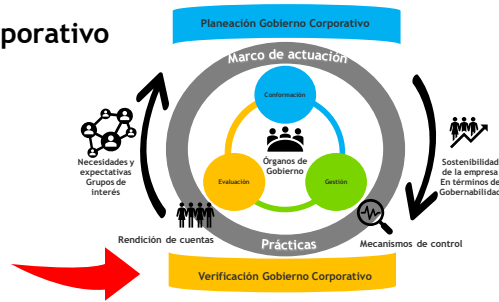 porativo
Planeación Gobierno Corporativo
Marco de actuación
Conformación
Necesidades y
expectativas
Grupos de
interés
Órganos de
Gobierno
Evaluación
Gestión
Sostenibilidad
de la empresa
En términos de
Gobernabilidad
Rendición de cuentas
Prácticas
Mecanismos de control
Verificación Gobierno Corporativo